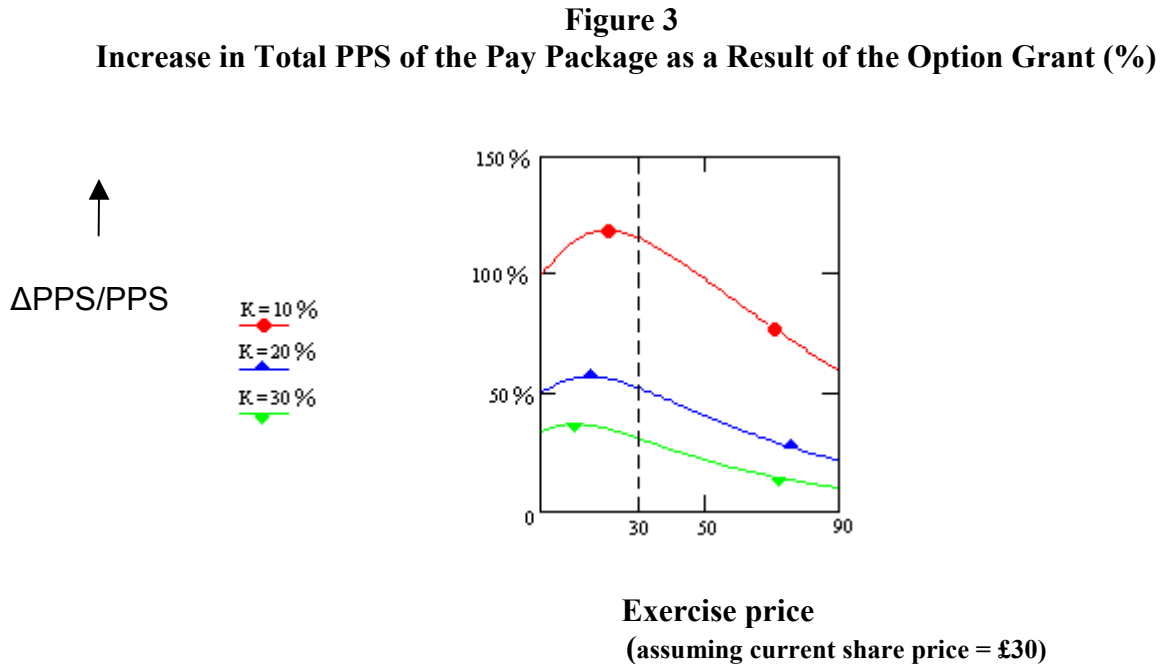 Figure 3
Increase in Total PPS of the Pay Package as a Result of the Option Grant (%)
150 %
100 %
50 %
0
30
50
90
ΔPPS/PPS
K = 10 %
K = 20 %
K = 30 %
Exercise price
(assuming current share price = £30)